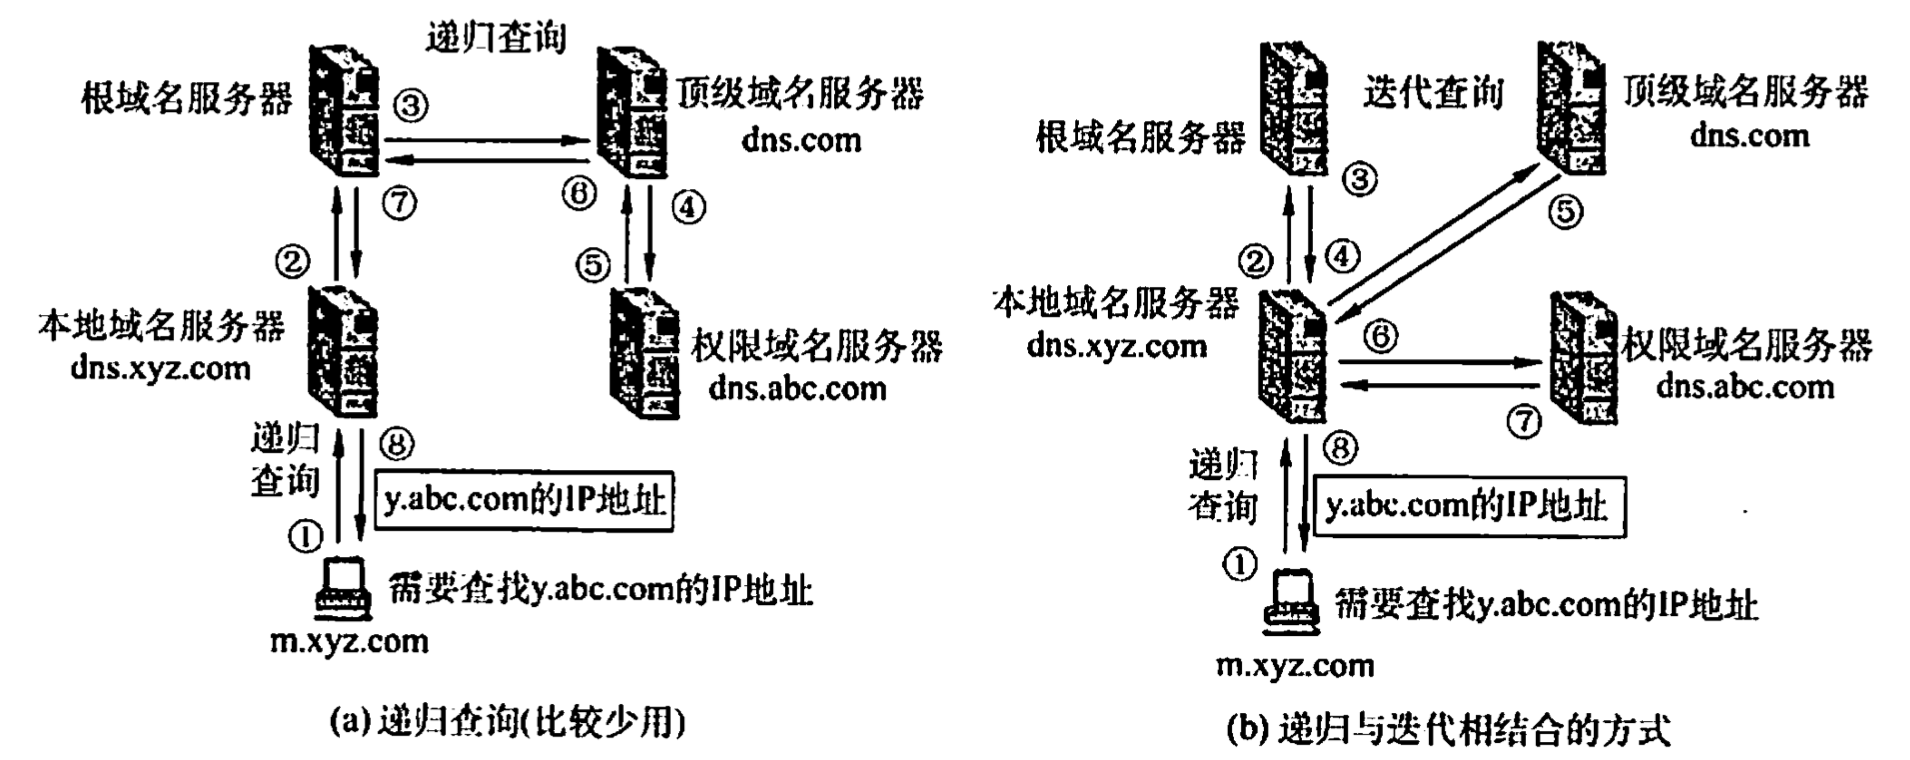 递归查询
根域名服务器
③
顶级域名服务器
dns.com
⑦
⑥
④
②
⑤
本地域名服务器
dns.xyz.com
权限域名服务器
dns.abc.com
递归
查询
⑧
y.abc.com的IP地址
①
需要查找y.abc.com的IP地址
m.xyz.com
(a) 递归查询(比较少用)
迭代查询
根域名服务器
顶级域名服务器
dns.com
③
⑤
②
④
本地域名服务器
dns.xyz.com
⑥
权限域名服务器
dns.abc.com
⑦
递归
查询
⑧
y.abc.com的IP地址
①
需要查找y.abc.com的IP地址
m.xyz.com
(b) 递归与迭代相结合的方式